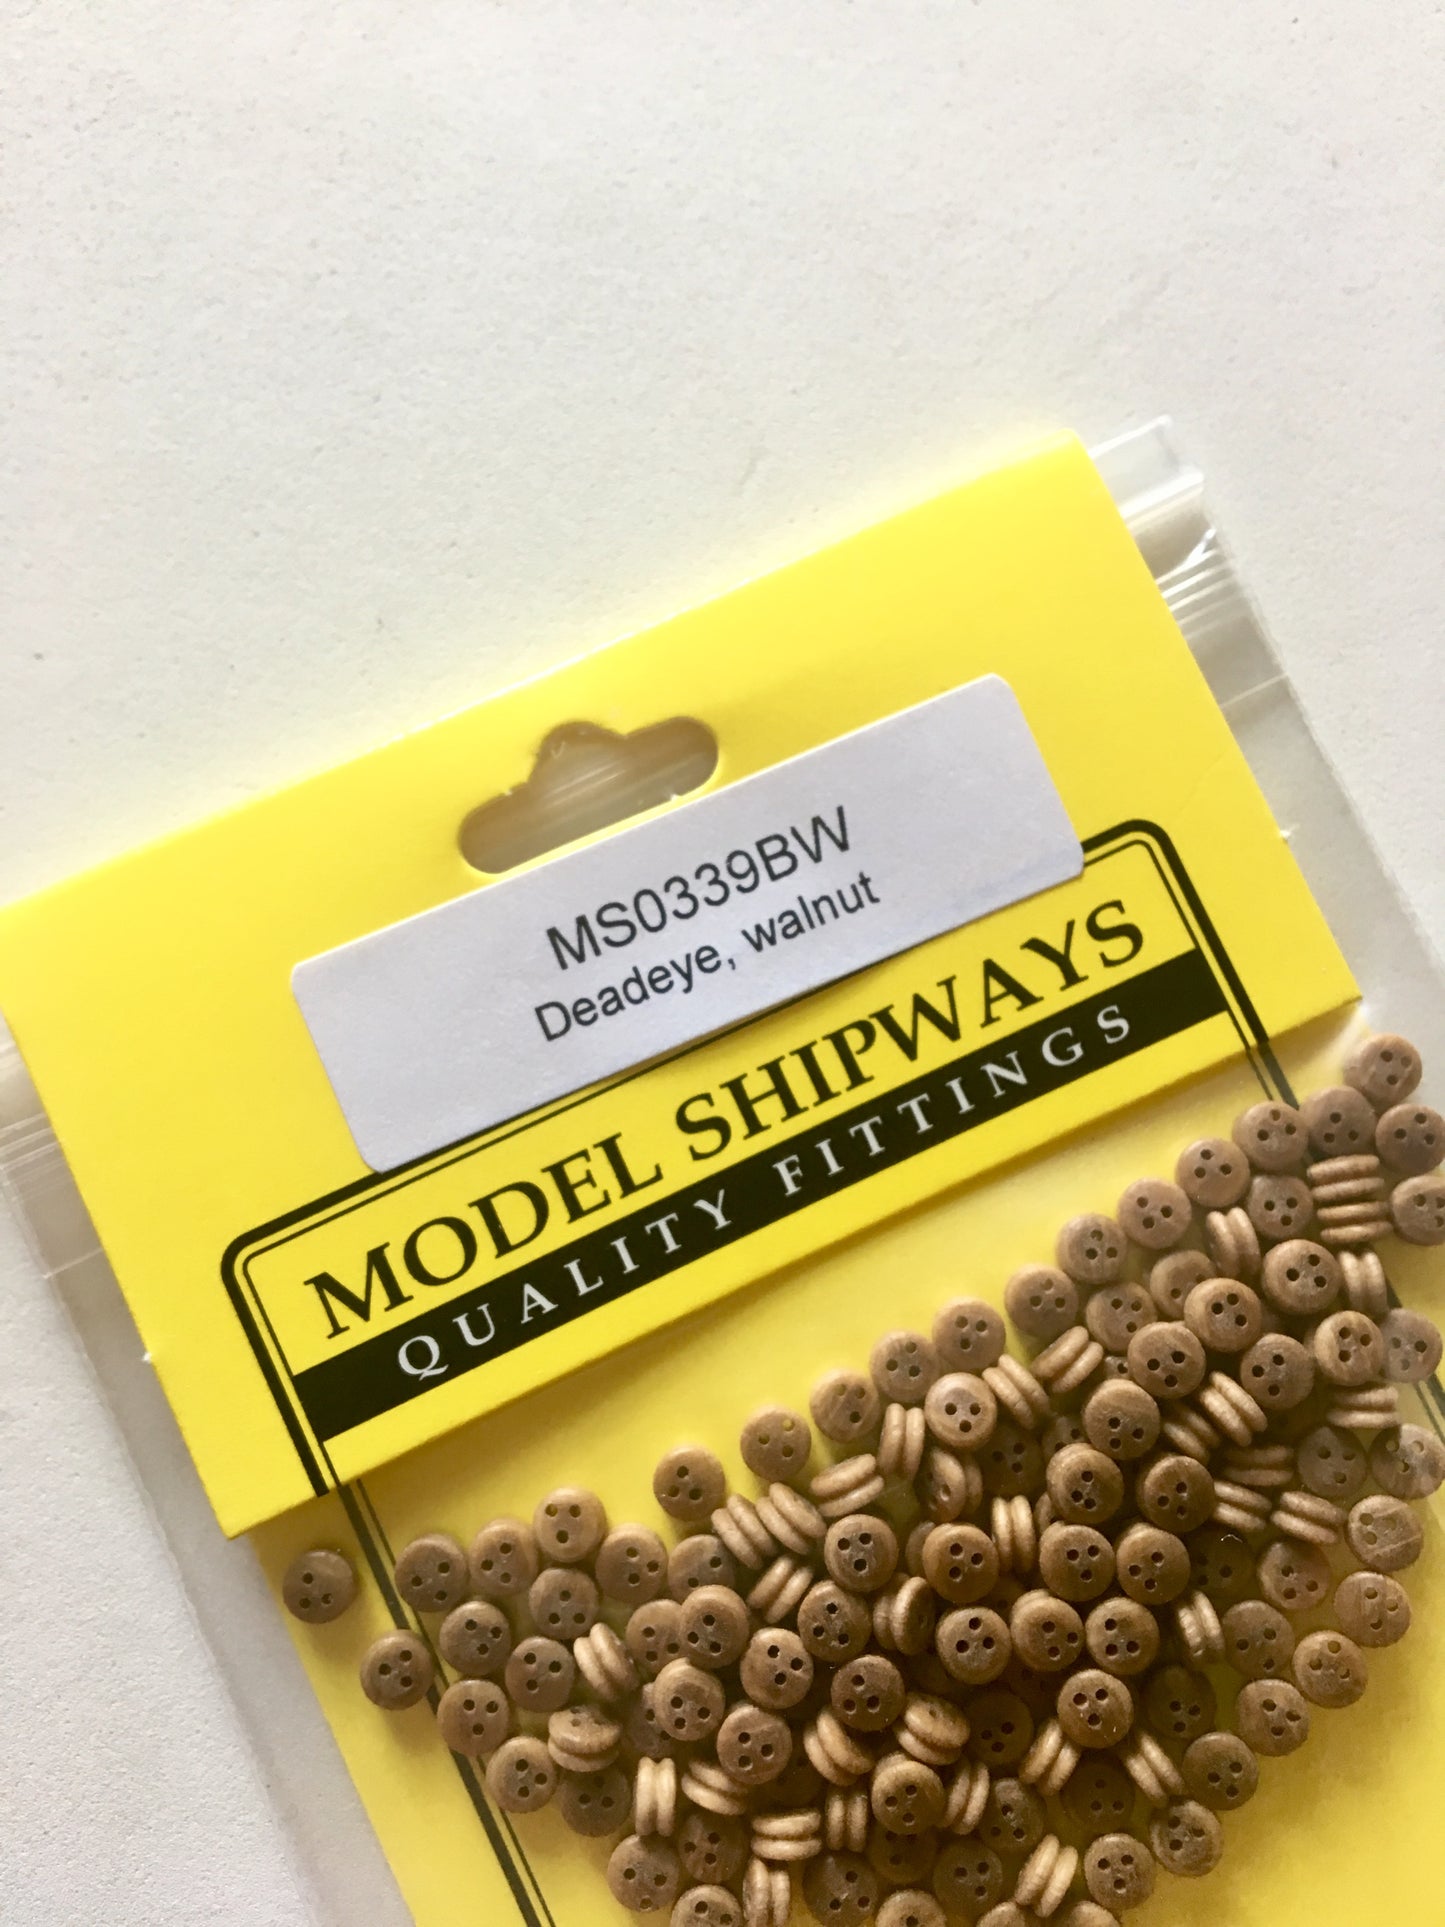 MS0339BW
Deadeye, walnut
MODEL SHIPWAYS
QUALITY FITTINGS